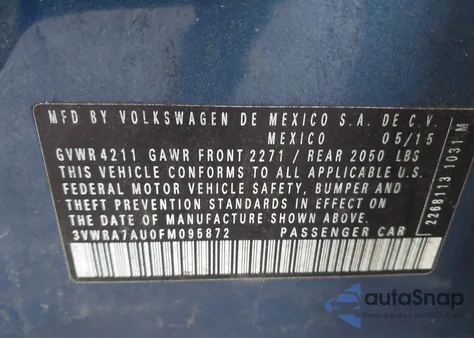 MFD BY VOLKSWAGEN DE MEXICO S.A. DE C.V.
MEXICO 05/15
GVWR 4211 GAWR FRONT 2271 / REAR 2050 LBS
THIS VEHICLE CONFORMS TO ALL APPLICABLE U.S.
FEDERAL MOTOR VEHICLE SAFETY, BUMPER AND
THEFT PREVENTION STANDARDS IN EFFECT ON
THE DATE OF MANUFACTURE SHOWN ABOVE
3VWRA7AU0FM095872 PASSENGER CAR
2268113 1031 M
autoSnap